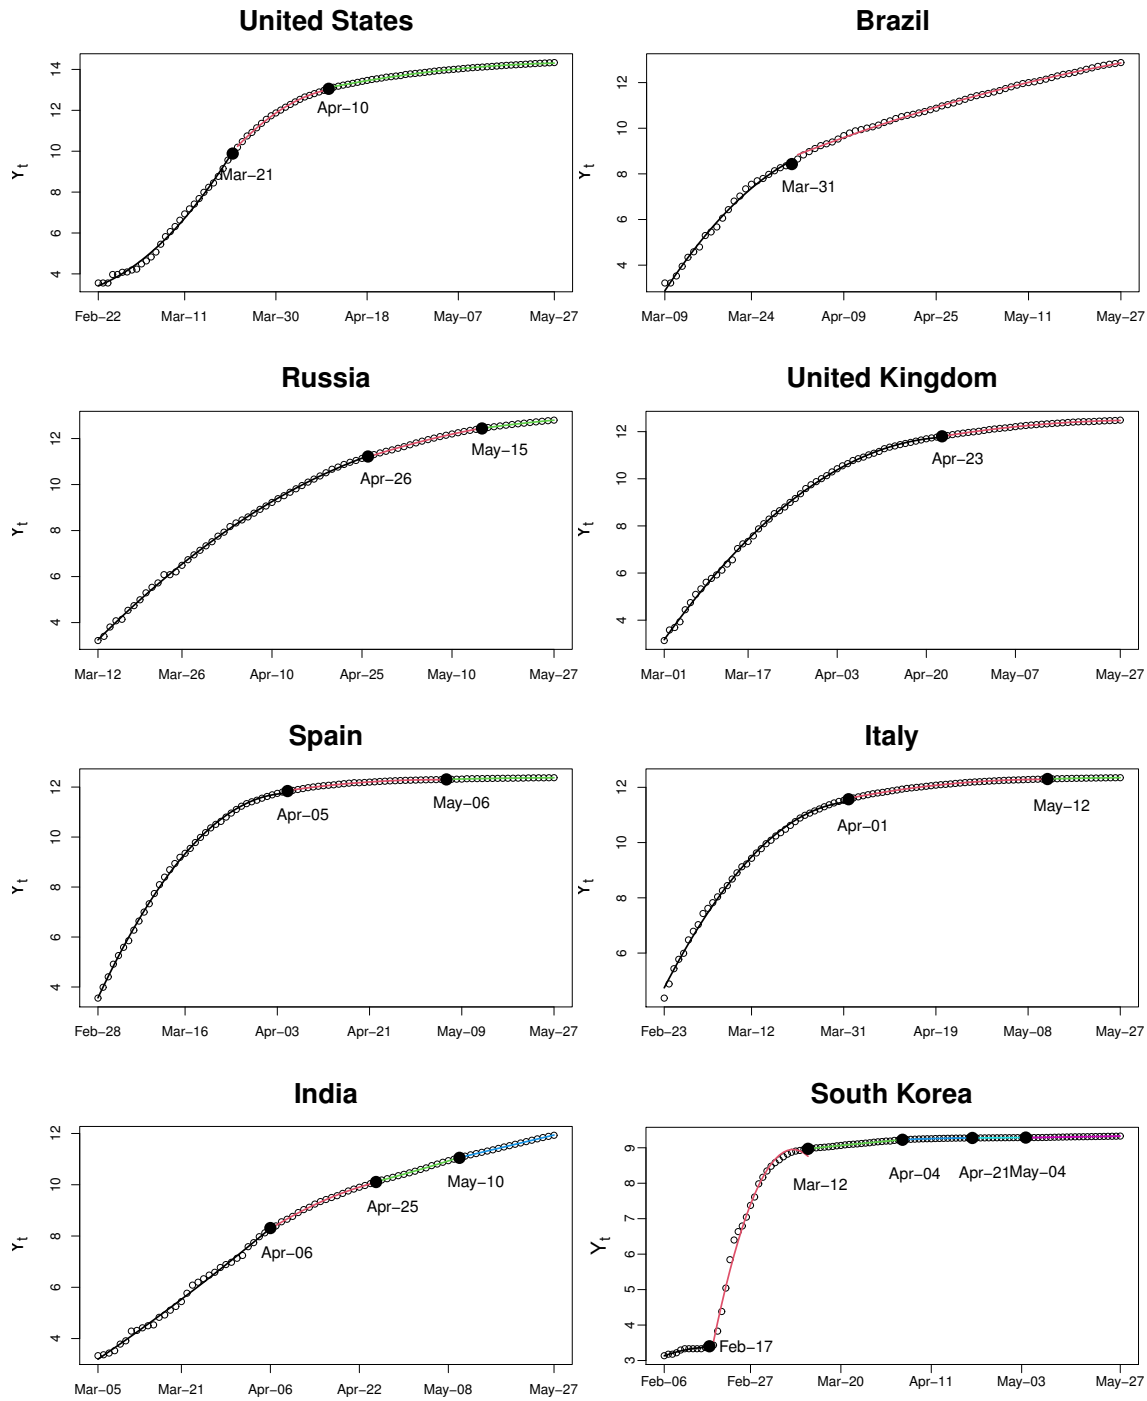 United States
Y t
14
12
10
8
6
4
Mar−21
Apr−10
Feb−22 Mar−11 Mar−30 Apr−18 May−07 May−27
Brazil
Y t
12
10
8
6
4
Mar−31
Mar−09 Mar−24 Apr−09 Apr−25 May−11 May−27
Russia
Y t
12
10
8
6
4
Apr−26
May−15
Mar−12 Mar−26 Apr−10 Apr−25 May−10 May−27
United Kingdom
Y t
12
10
8
6
4
Apr−23
Mar−01 Mar−17 Apr−03 Apr−20 May−07 May−27
Spain
Y t
12
10
8
6
4
Apr−05
May−06
Feb−28 Mar−16 Apr−03 Apr−21 May−09 May−27
Italy
Y t
12
10
8
6
Apr−01
May−12
Feb−23 Mar−12 Mar−31 Apr−19 May−08 May−27
India
Y t
12
10
8
6
4
Apr−06
Apr−25
May−10
Mar−05 Mar−21 Apr−06 Apr−22 May−08 May−27
South Korea
Y t
9
8
7
6
5
4
3
Feb−17
Mar−12
Apr−04
Apr−21
May−04
Feb−06 Feb−27 Mar−20 Apr−11 May−03 May−27